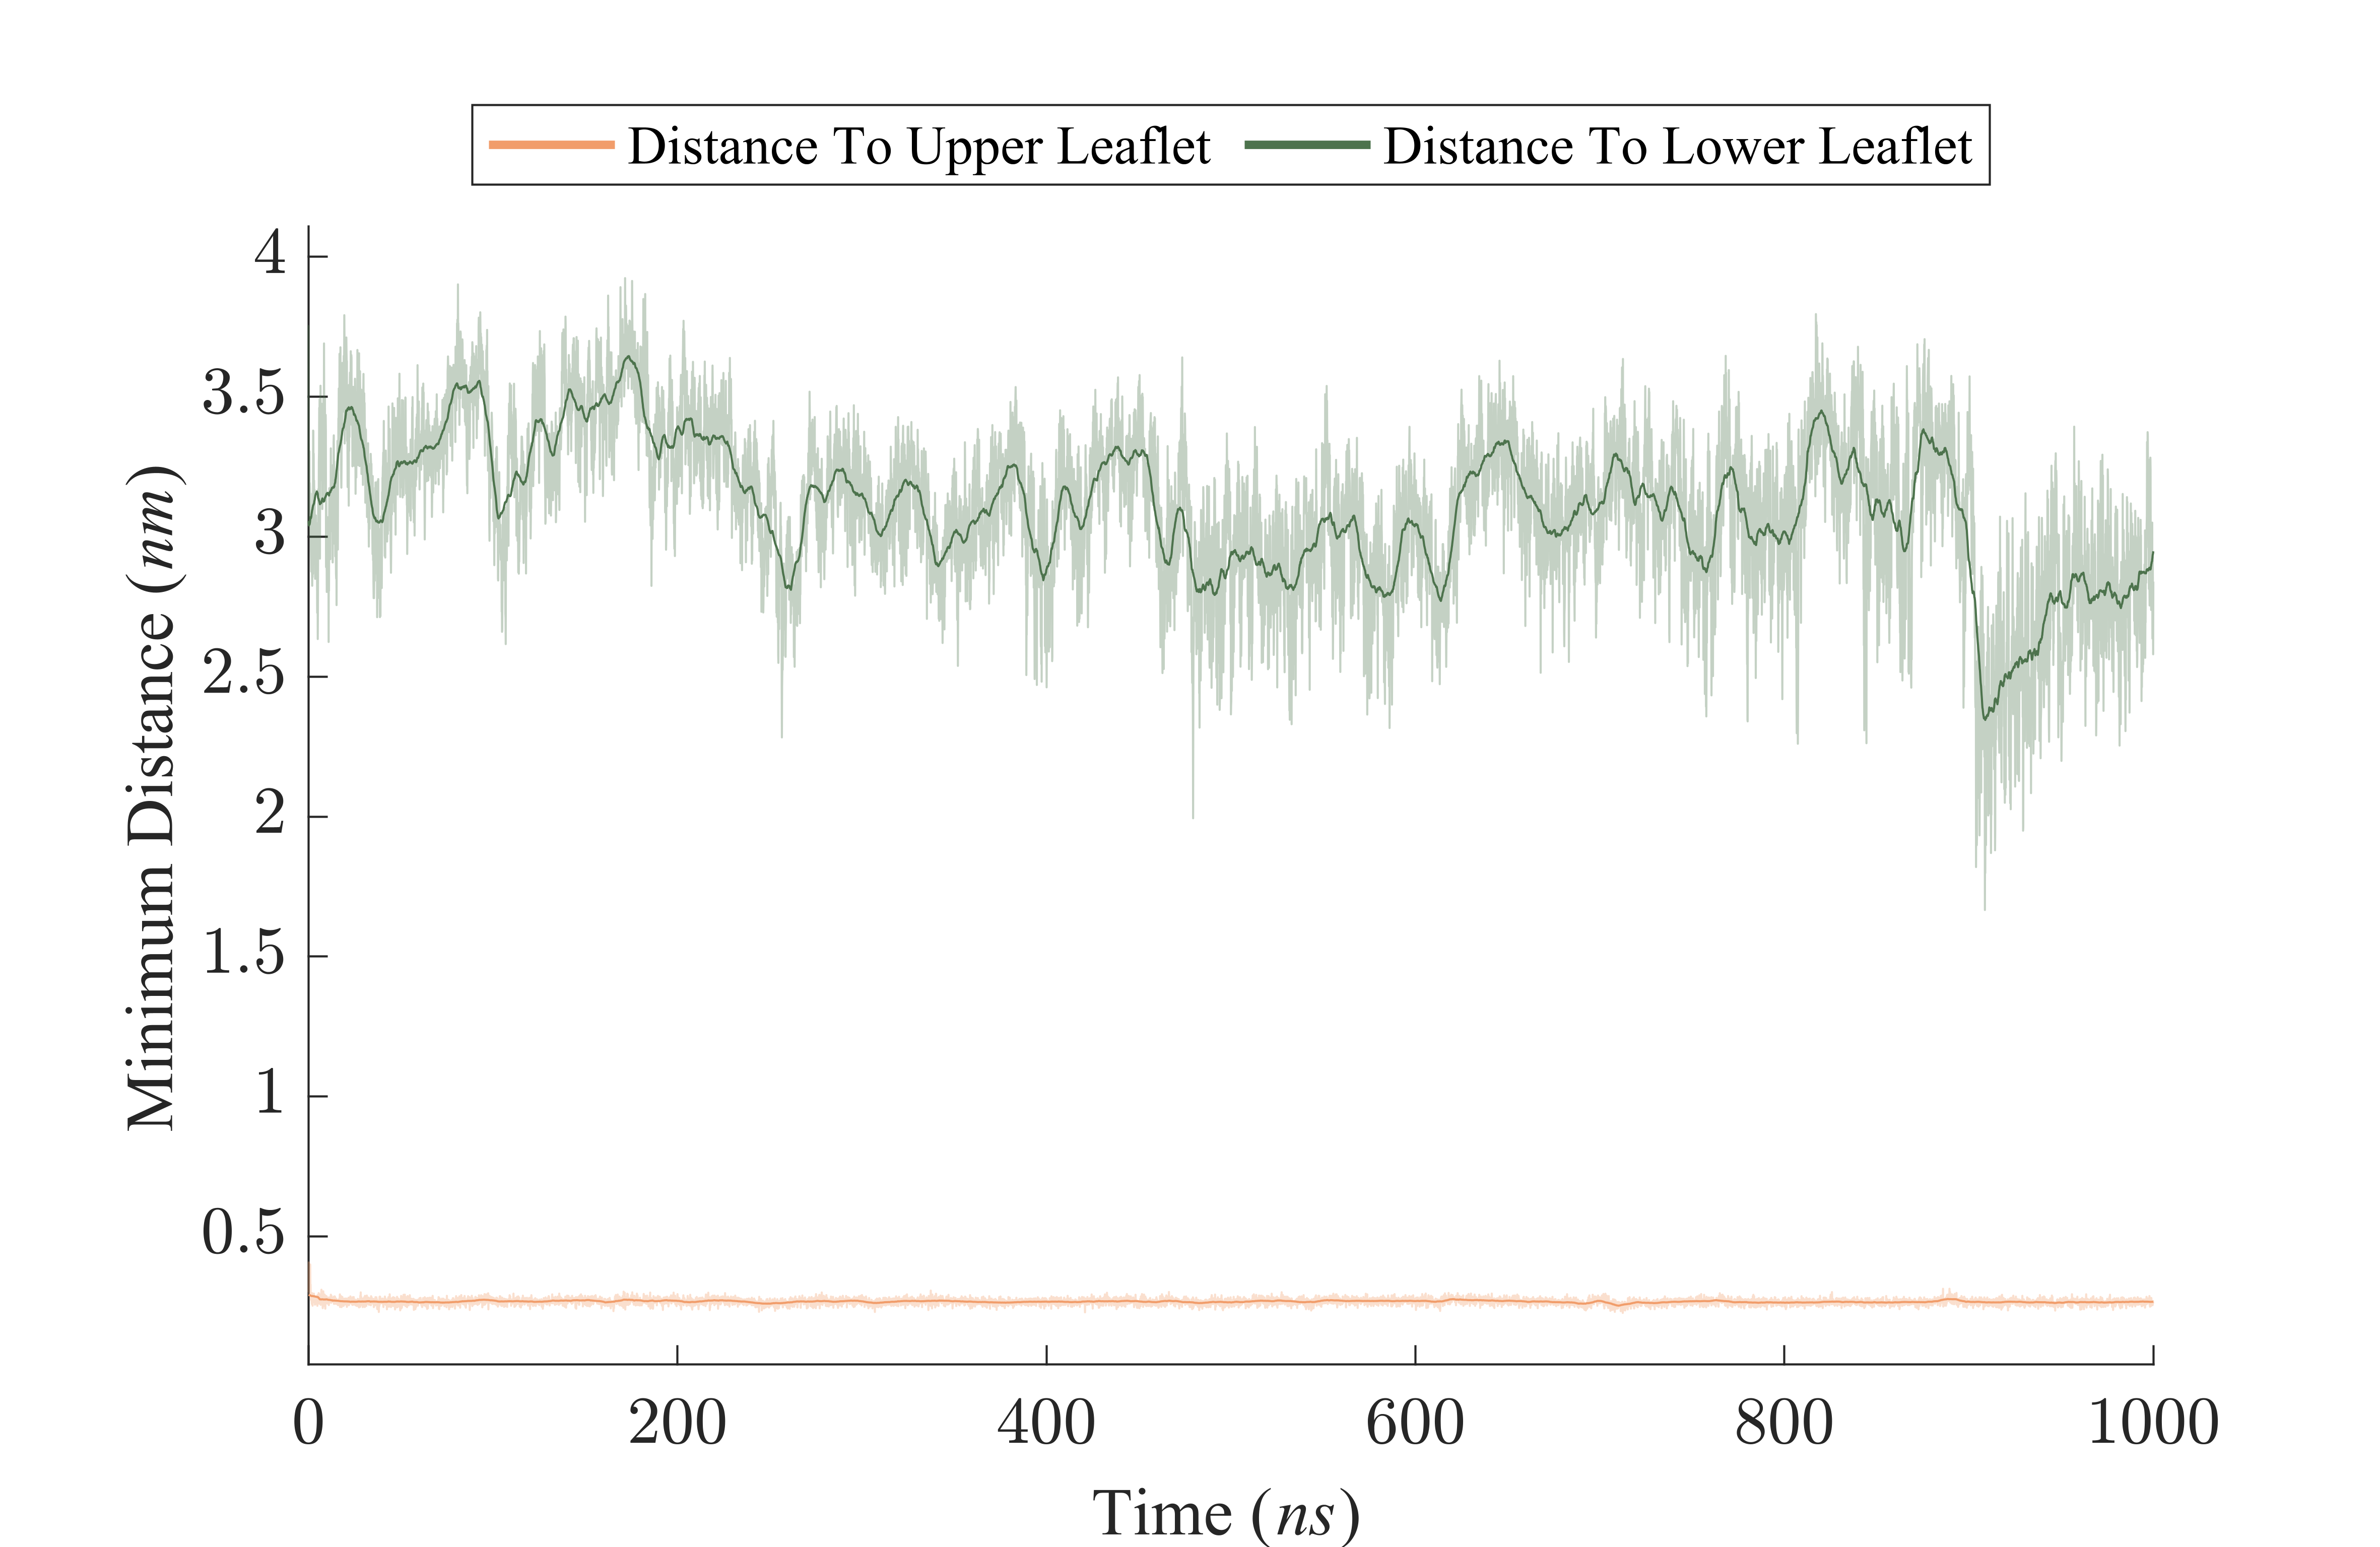 Distance To Upper Leaflet Distance To Lower Leaflet
4
3.5
3
2.5
2
1.5
1
0.5
Minimum Distance (nm)
0 200 400 600 800 1000
Time (ns)